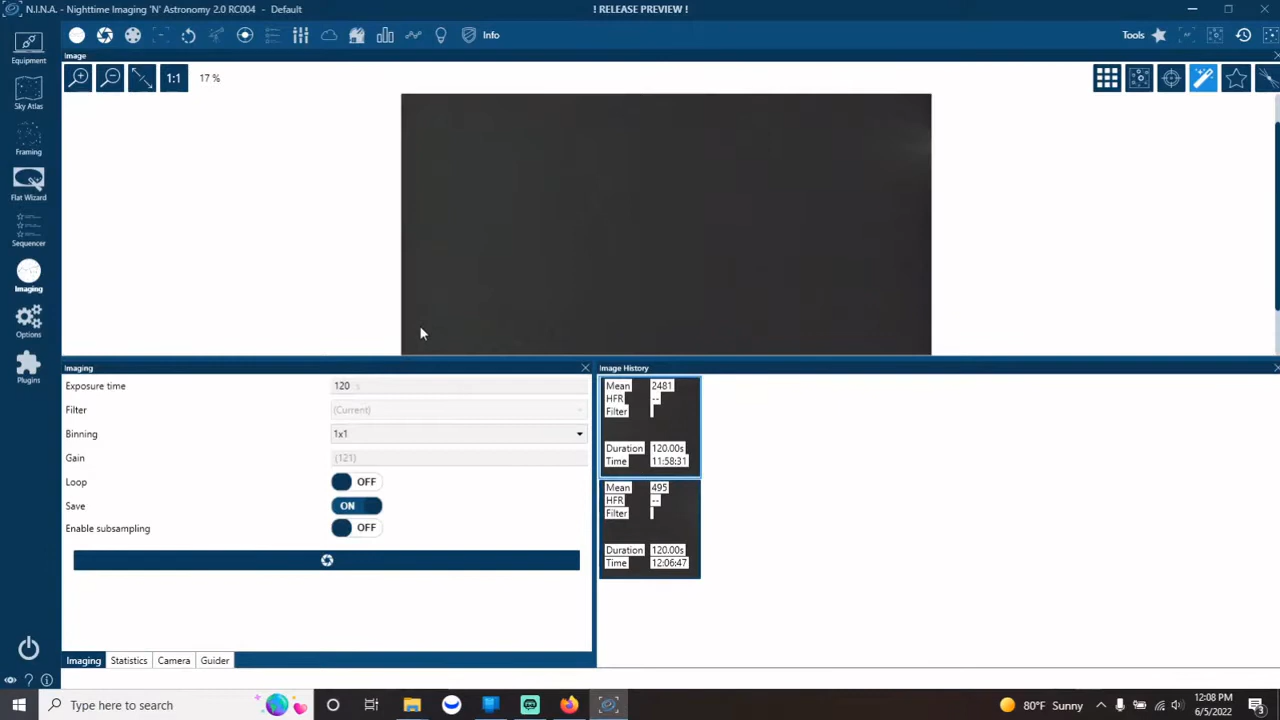 N.I.N.A. - Nighttime Imaging 'N' Astronomy 2.0 RC004 - Default
! RELEASE PREVIEW !
Info
Tools
Equipment
Sky Atlas
Framing
Flat Wizard
Sequencer
Imaging
Options
Plugins
Image
1:1
17 %
Imaging
Exposure time
120 s
Filter
(Current)
Binning
1x1
Gain
(121)
Loop
OFF
Save
ON
Enable subsampling
OFF
Imaging
Statistics
Camera
Guider
Image History
Mean 2481
HFR --
Filter
Duration 120.00s
Time 11:58:31
Mean 495
HFR --
Filter
Duration 120.00s
Time 12:06:47
Type here to search
80°F Sunny
12:08 PM
6/5/2022
3